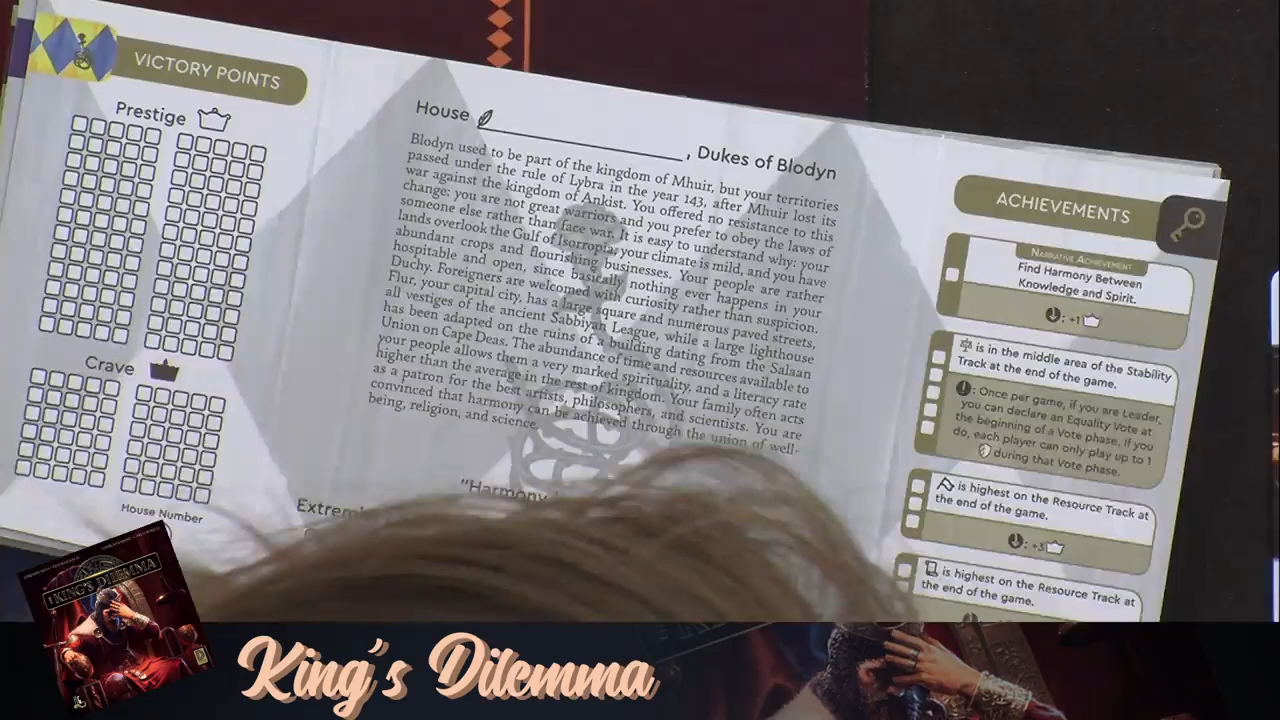 VICTORY POINTS
Prestige
Crave
House Number
House ____________, Dukes of Blodyn
Blodyn used to be part of the kingdom of Mhuir, but your territories
passed under the rule of Lybra in the year 143, after Mhuir lost its
war against the kingdom of Ankist. You offered no resistance to this
change: you are not great warriors and you prefer to obey the laws of
someone else rather than face war. It is easy to understand why: your
lands overlook the Gulf of Isorropia, your climate is mild, and you have
abundant crops and flourishing businesses. Your people are rather
hospitable and open, since basically nothing ever happens in your
Duchy. Foreigners are welcomed with curiosity rather than suspicion.
Flur, your capital city, has a large square and numerous paved streets,
all vestiges of the ancient Sabbiyan League, while a large lighthouse
has been adapted on the ruins of a building dating from the Salaan
Union on Cape Deas. The abundance of time and resources available to
your people allows them a very marked spirituality, and a literacy rate
higher than the average in the rest of kingdom. Your family often acts
as a patron for the best artists, philosophers, and scientists. You are
convinced that harmony can be achieved through the union of well-
being, religion, and science.
"Harmony
ACHIEVEMENTS
NARRATIVE ACHIEVEMENT
Find Harmony Between
Knowledge and Spirit.
: +1
is in the middle area of the Stability
Track at the end of the game.
: Once per game, if you are Leader,
you can declare an Equality Vote at
the beginning of a Vote phase. If you
do, each player can only play up to 1
during that Vote phase.
is highest on the Resource Track at
the end of the game.
: +3
is highest on the Resource Track at
the end of the game.
KING'S DILEMMA
King's Dilemma